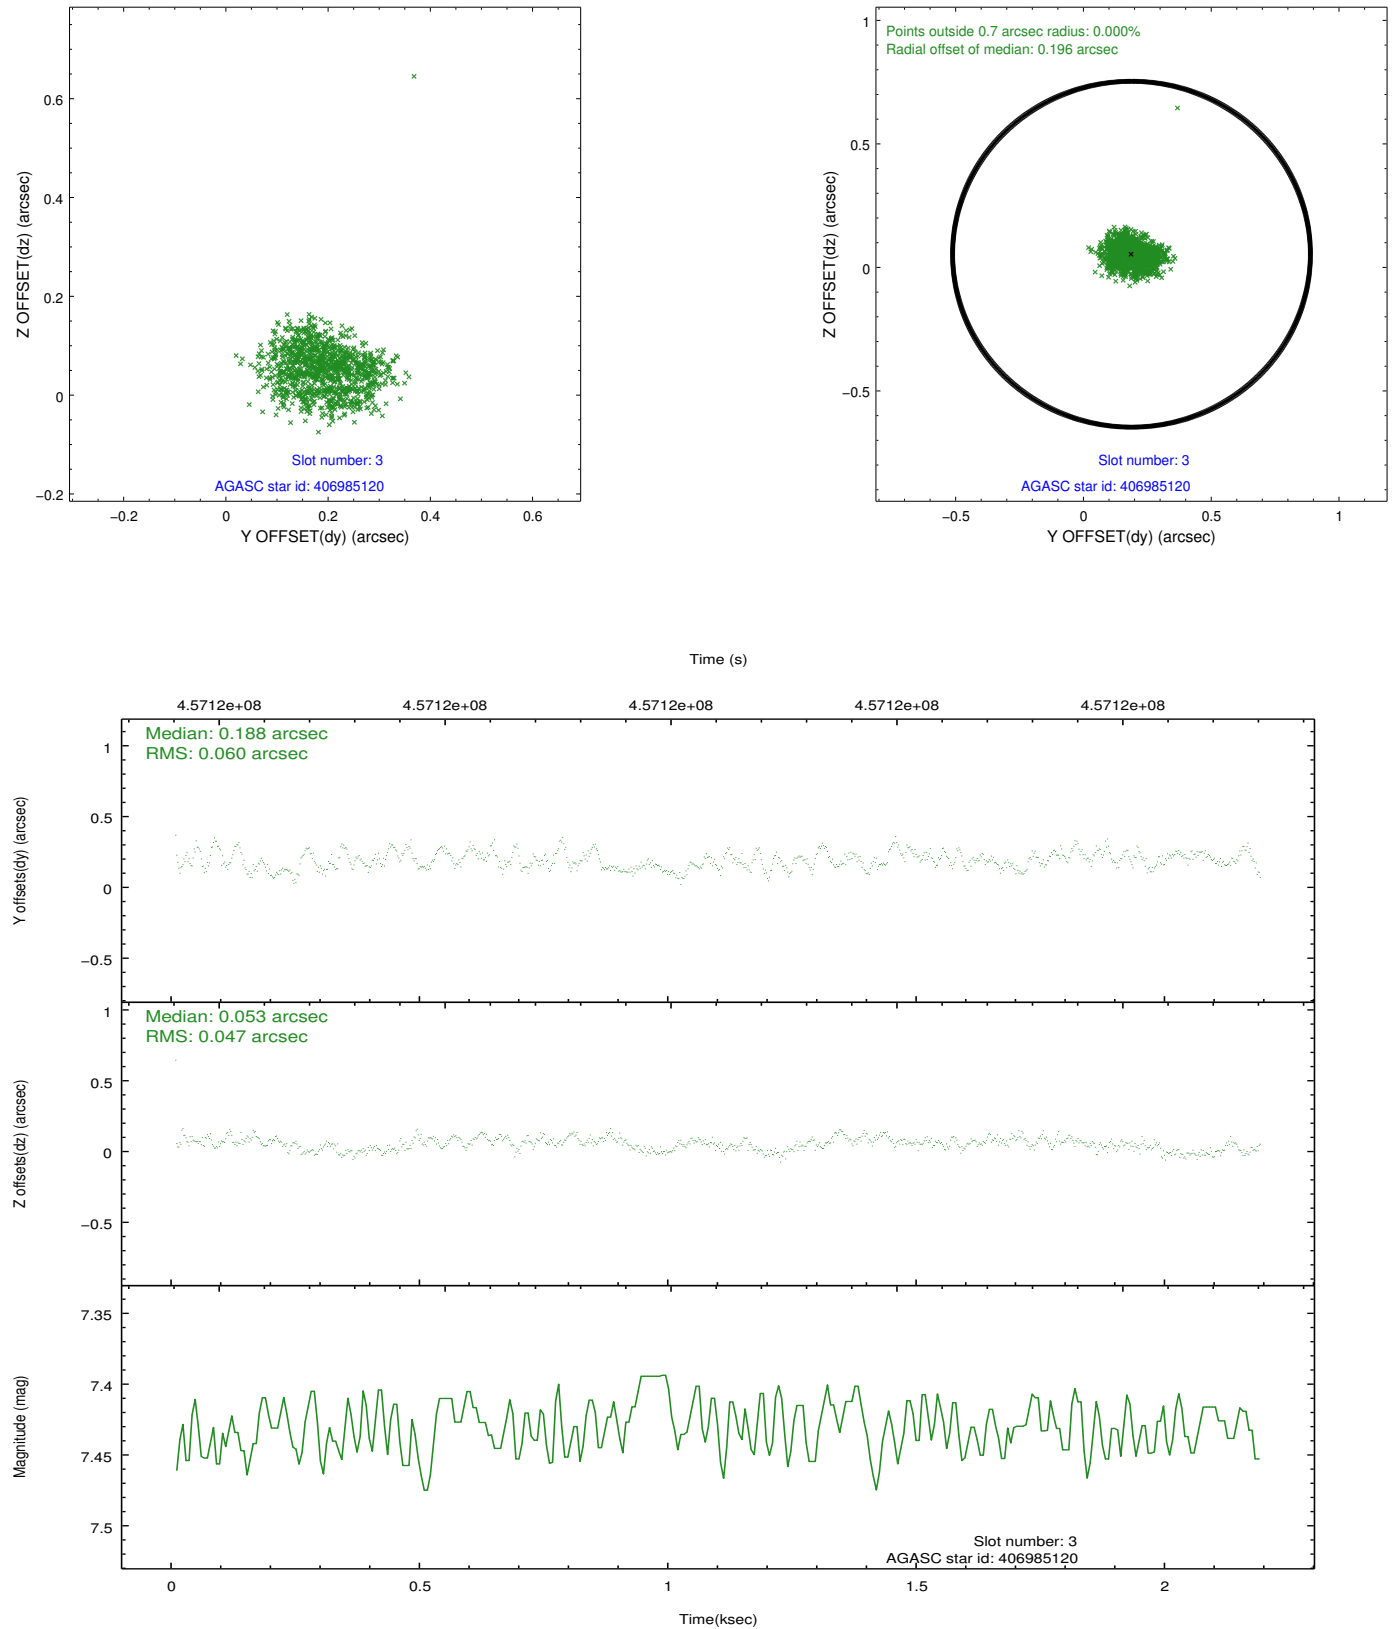 0.6
0.4
0.2
0
−0.2
−0.2
0
0.2
0.4
0.6
Z OFFSET(dz) (arcsec)
Y OFFSET(dy) (arcsec)
Slot number: 3
AGASC star id: 406985120
Points outside 0.7 arcsec radius: 0.000%
Radial offset of median: 0.196 arcsec
1
0.5
0
−0.5
−0.5
0
0.5
1
Z OFFSET(dz) (arcsec)
Y OFFSET(dy) (arcsec)
Slot number: 3
AGASC star id: 406985120
Time (s)
4.5712e+08
4.5712e+08
4.5712e+08
4.5712e+08
4.5712e+08
Median: 0.188 arcsec
RMS: 0.060 arcsec
1
0.5
0
−0.5
Y offsets(dy) (arcsec)
Median: 0.053 arcsec
RMS: 0.047 arcsec
1
0.5
0
−0.5
Z offsets(dz) (arcsec)
7.35
7.4
7.45
7.5
Magnitude (mag)
Slot number: 3
AGASC star id: 406985120
0
0.5
1
1.5
2
Time(ksec)